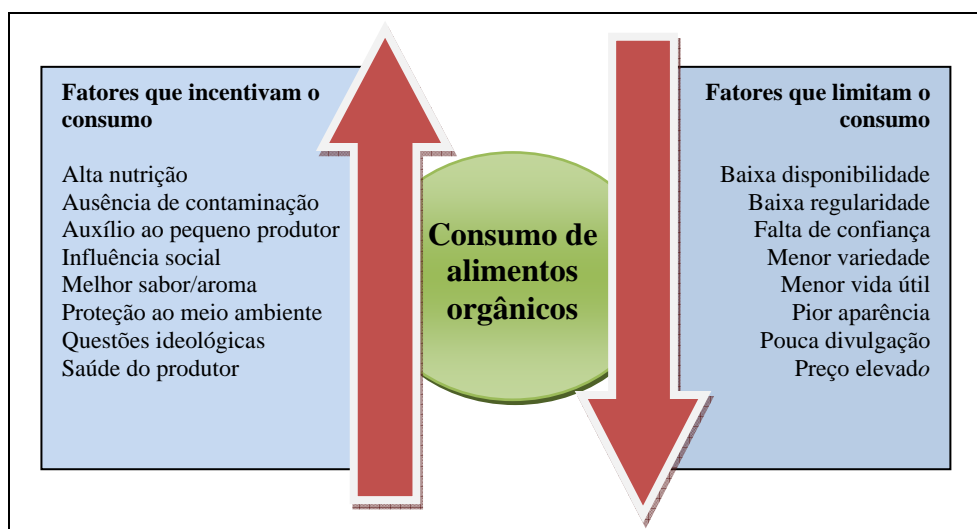 Fatores que incentivam o
consumo
Alta nutrição
Ausência de contaminação
Auxílio ao pequeno produtor
Influência social
Melhor sabor/aroma
Proteção ao meio ambiente
Questões ideológicas
Saúde do produtor
Consumo de
alimentos
orgânicos
Fatores que limitam o
consumo
Baixa disponibilidade
Baixa regularidade
Falta de confiança
Menor variedade
Menor vida útil
Pior aparência
Pouca divulgação
Preço elevado